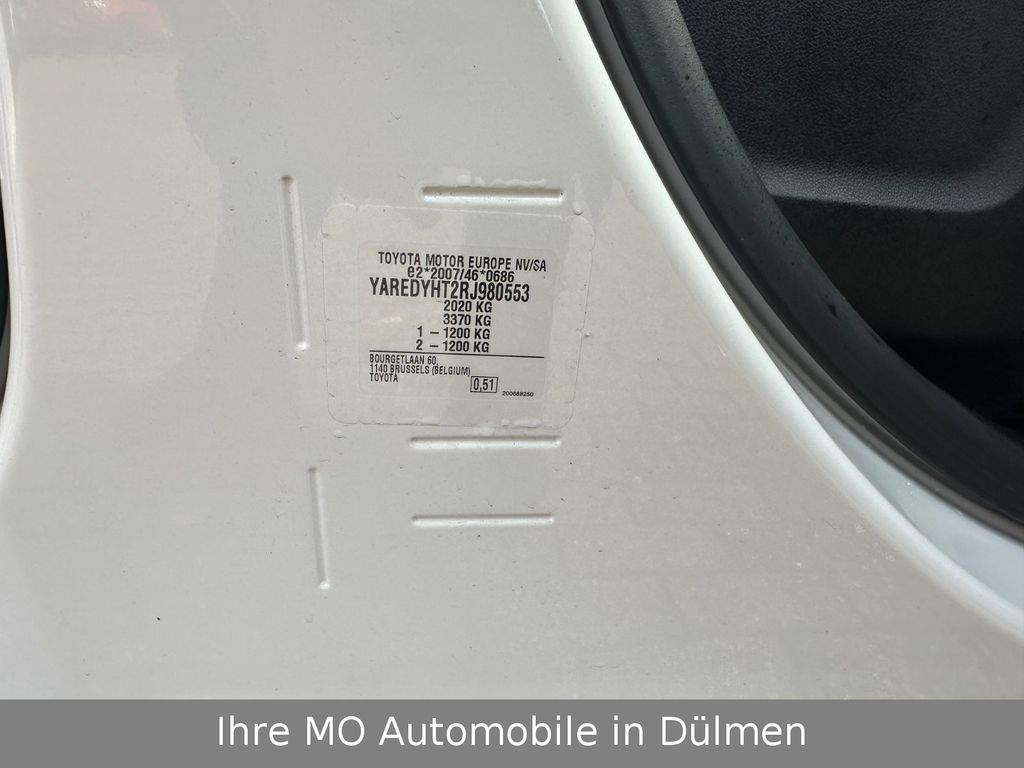 TOYOTA MOTOR EUROPE NV/SA
e2*2007/46*0686
YAREDYHT2RJ980553
2020 KG
3370 KG
1 – 1200 KG
2 – 1200 KG
BOURGETLAAN 60,
1140 BRUSSELS (BELGIUM)
TOYOTA
0,51
200688250
Ihre MO Automobile in Dülmen